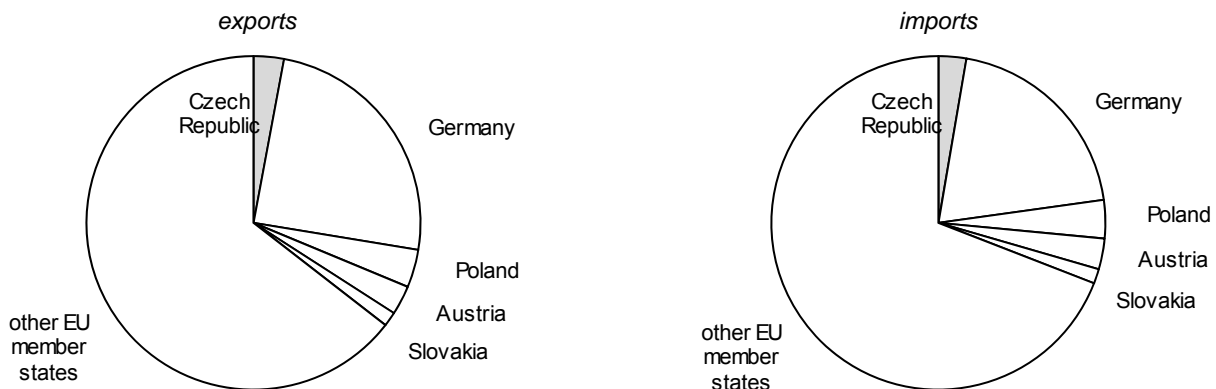 exports
Czech
Republic
Germany
Poland
Austria
Slovakia
other EU
member
states
imports
Czech
Republic
Germany
Poland
Austria
Slovakia
other EU
member
states